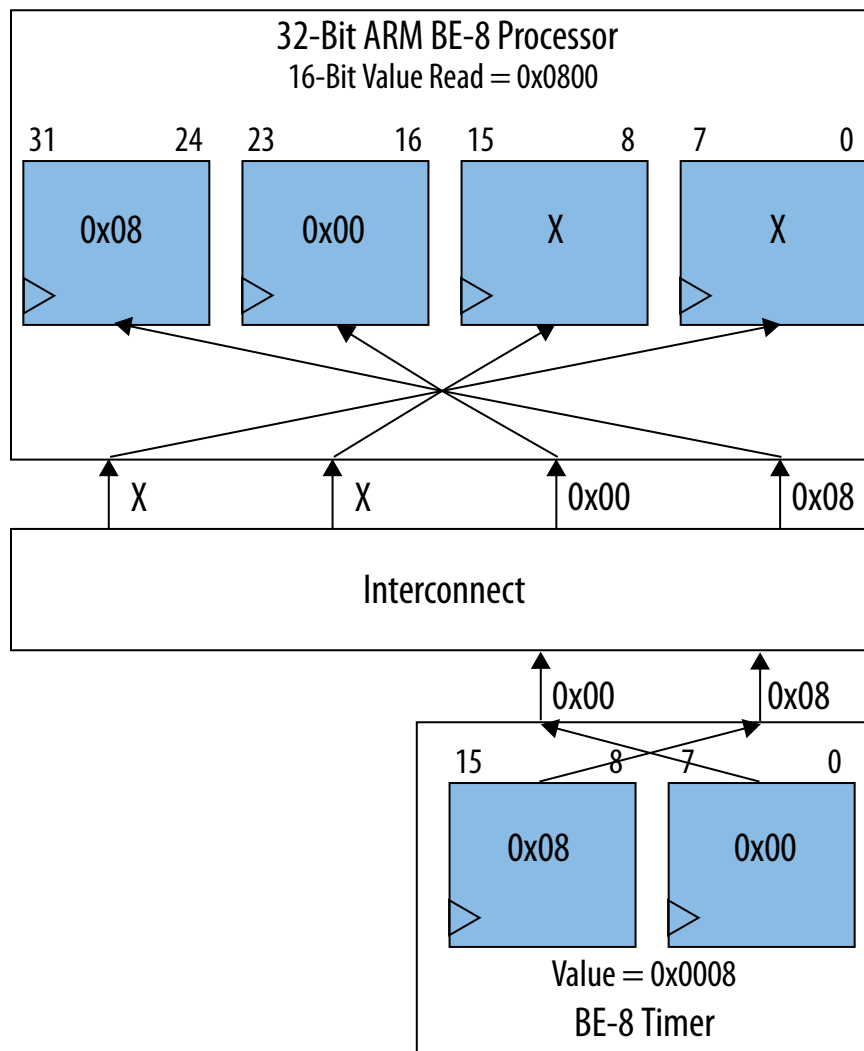 32-Bit ARM BE-8 Processor
16-Bit Value Read = 0x0800
31 24 23 16 15 8 7 0
0x08 0x00 X X
X X 0x00 0x08
Interconnect
0x00 0x08
15 8 7 0
0x08 0x00
Value = 0x0008
BE-8 Timer